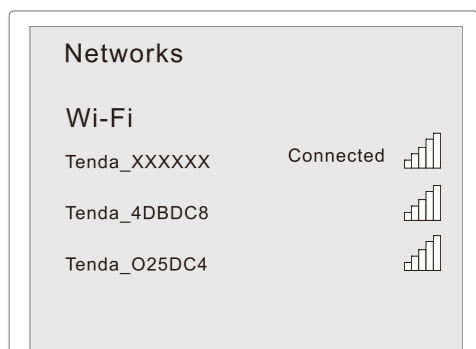 Networks
Wi-Fi
Tenda_XXXXXX Connected
Tenda_4DBDC8
Tenda_O25DC4